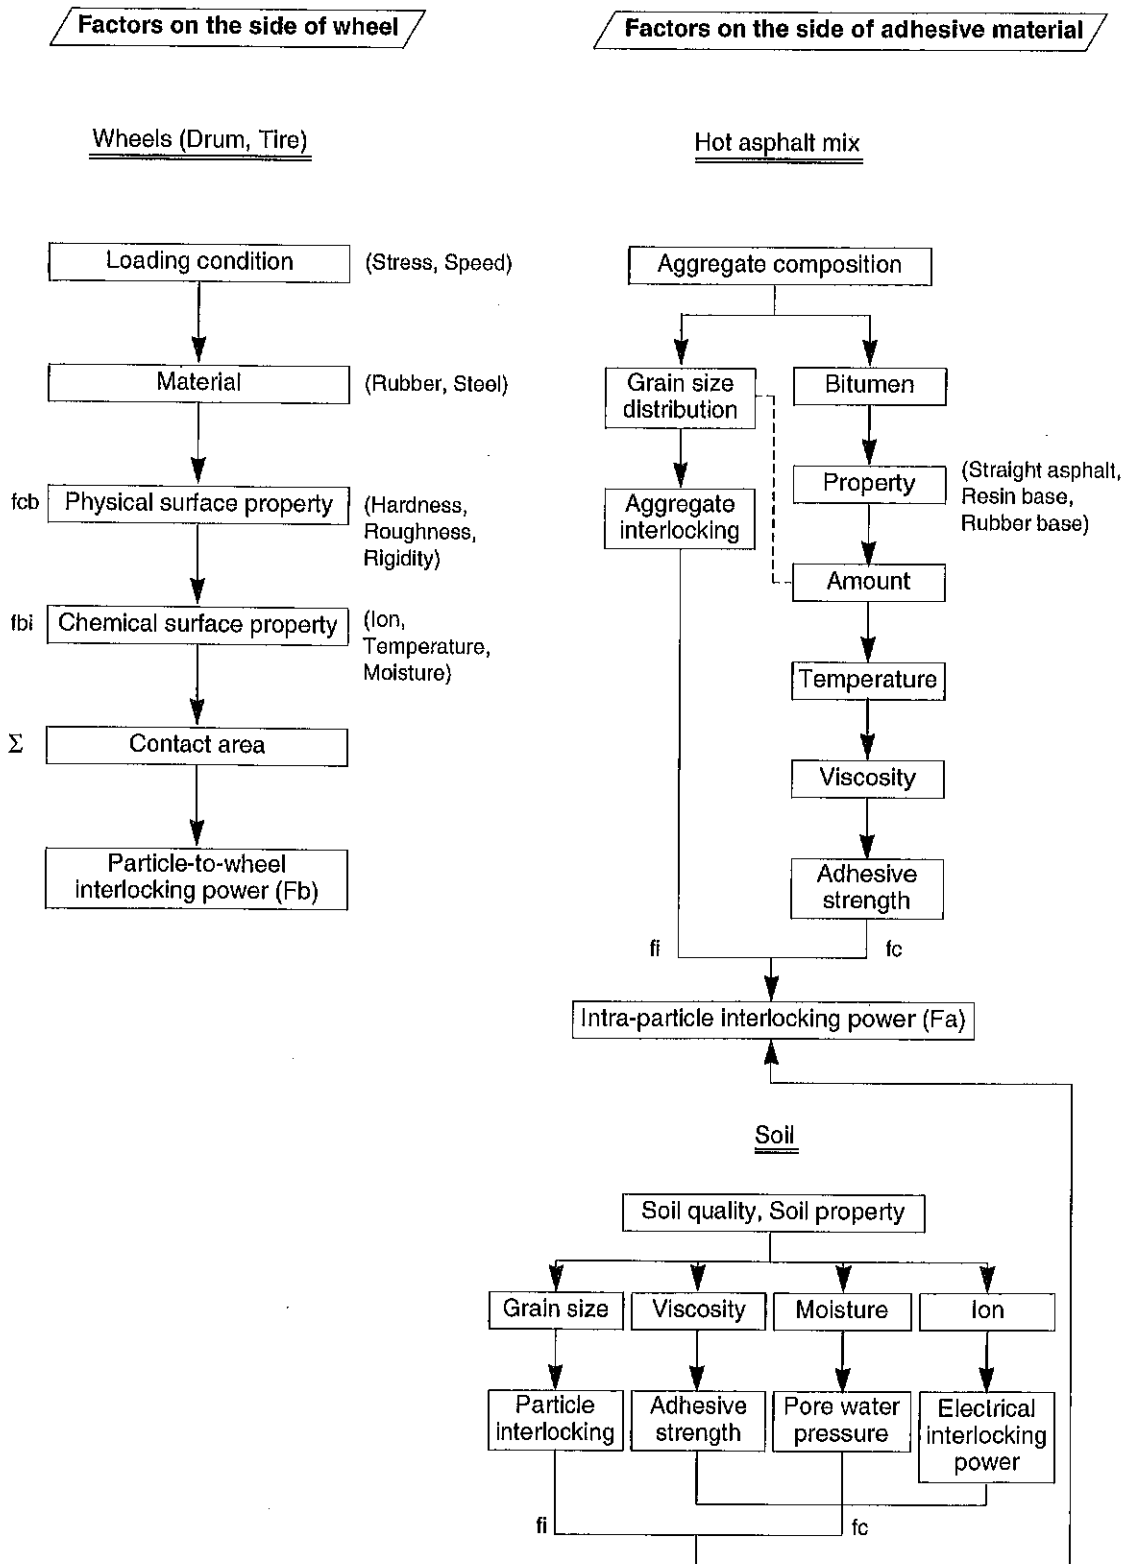 Factors on the side of wheel
Factors on the side of adhesive material
Wheels (Drum, Tire)
Hot asphalt mix
Loading condition
(Stress, Speed)
Material
(Rubber, Steel)
fcb
Physical surface property
(Hardness,
Roughness,
Rigidity)
fbi
Chemical surface property
(Ion,
Temperature,
Moisture)
Σ
Contact area
Particle-to-wheel
interlocking power (Fb)
Aggregate composition
Grain size
distribution
Aggregate
interlocking
Bitumen
Property
(Straight asphalt,
Resin base,
Rubber base)
Amount
Temperature
Viscosity
Adhesive
strength
fi
fc
Intra-particle interlocking power (Fa)
Soil
Soil quality, Soil property
Grain size
Viscosity
Moisture
Ion
Particle
interlocking
Adhesive
strength
Pore water
pressure
Electrical
interlocking
power
fi
fc